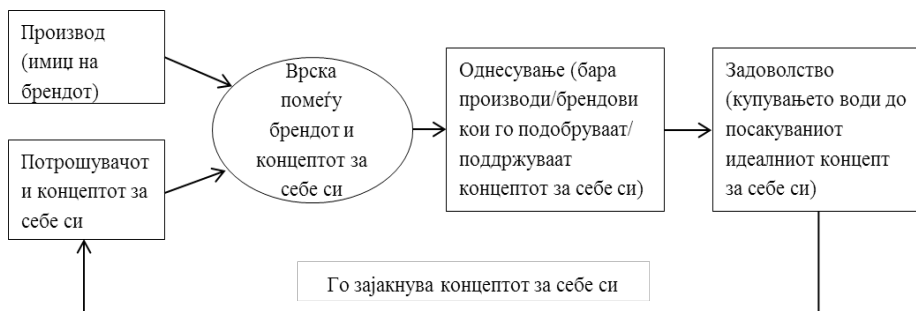 Производ
(имиџ на
брендот)
Потрошувачот
и концептот за
себе си
Врска
помеѓу
брендот и
концептот за
себе си
Однесување (бара
производи/брендови
кои го подобруваат/
поддржуваат
концептот за себе си)
Задоволство
(купувањето води до
посакуваниот
идеалниот концепт
за себе си)
Го зајакнува концептот за себе си